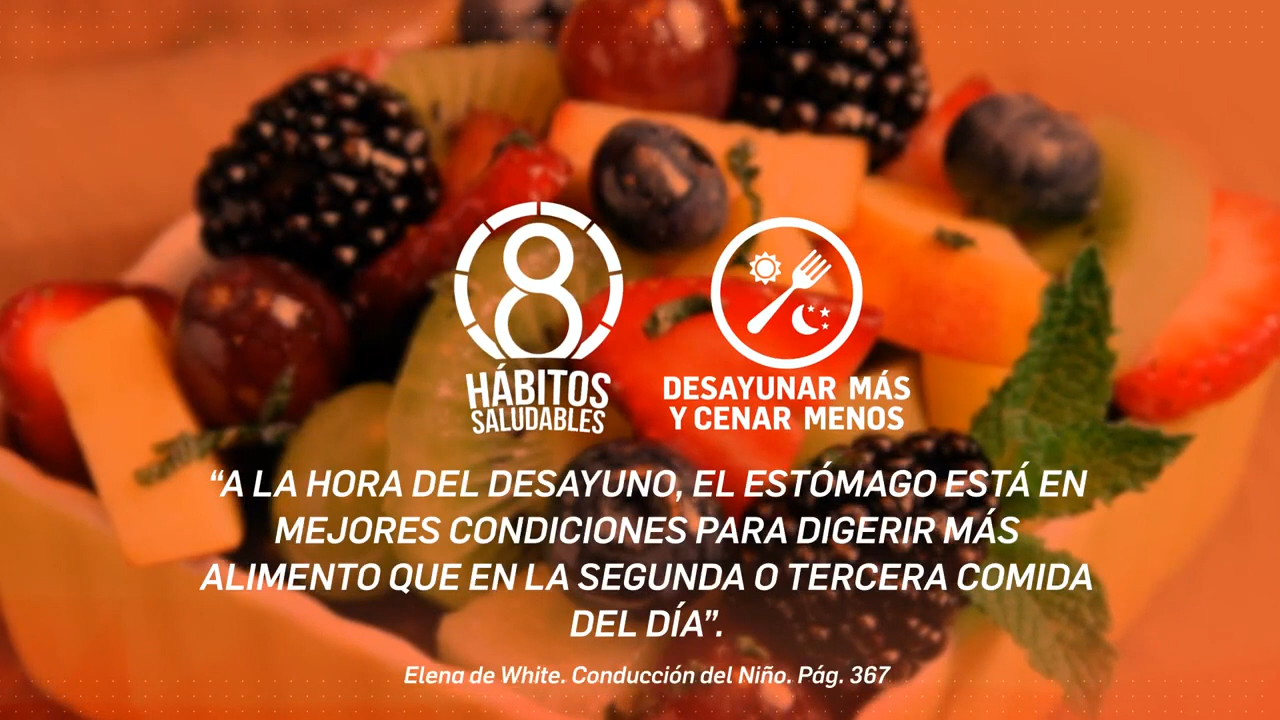 8
HÁBITOS
SALUDABLES
DESAYUNAR MÁS
Y CENAR MENOS
“A LA HORA DEL DESAYUNO, EL ESTÓMAGO ESTÁ EN
MEJORES CONDICIONES PARA DIGERIR MÁS
ALIMENTO QUE EN LA SEGUNDA O TERCERA COMIDA
DEL DÍA”.
Elena de White. Conducción del Niño. Pág. 367